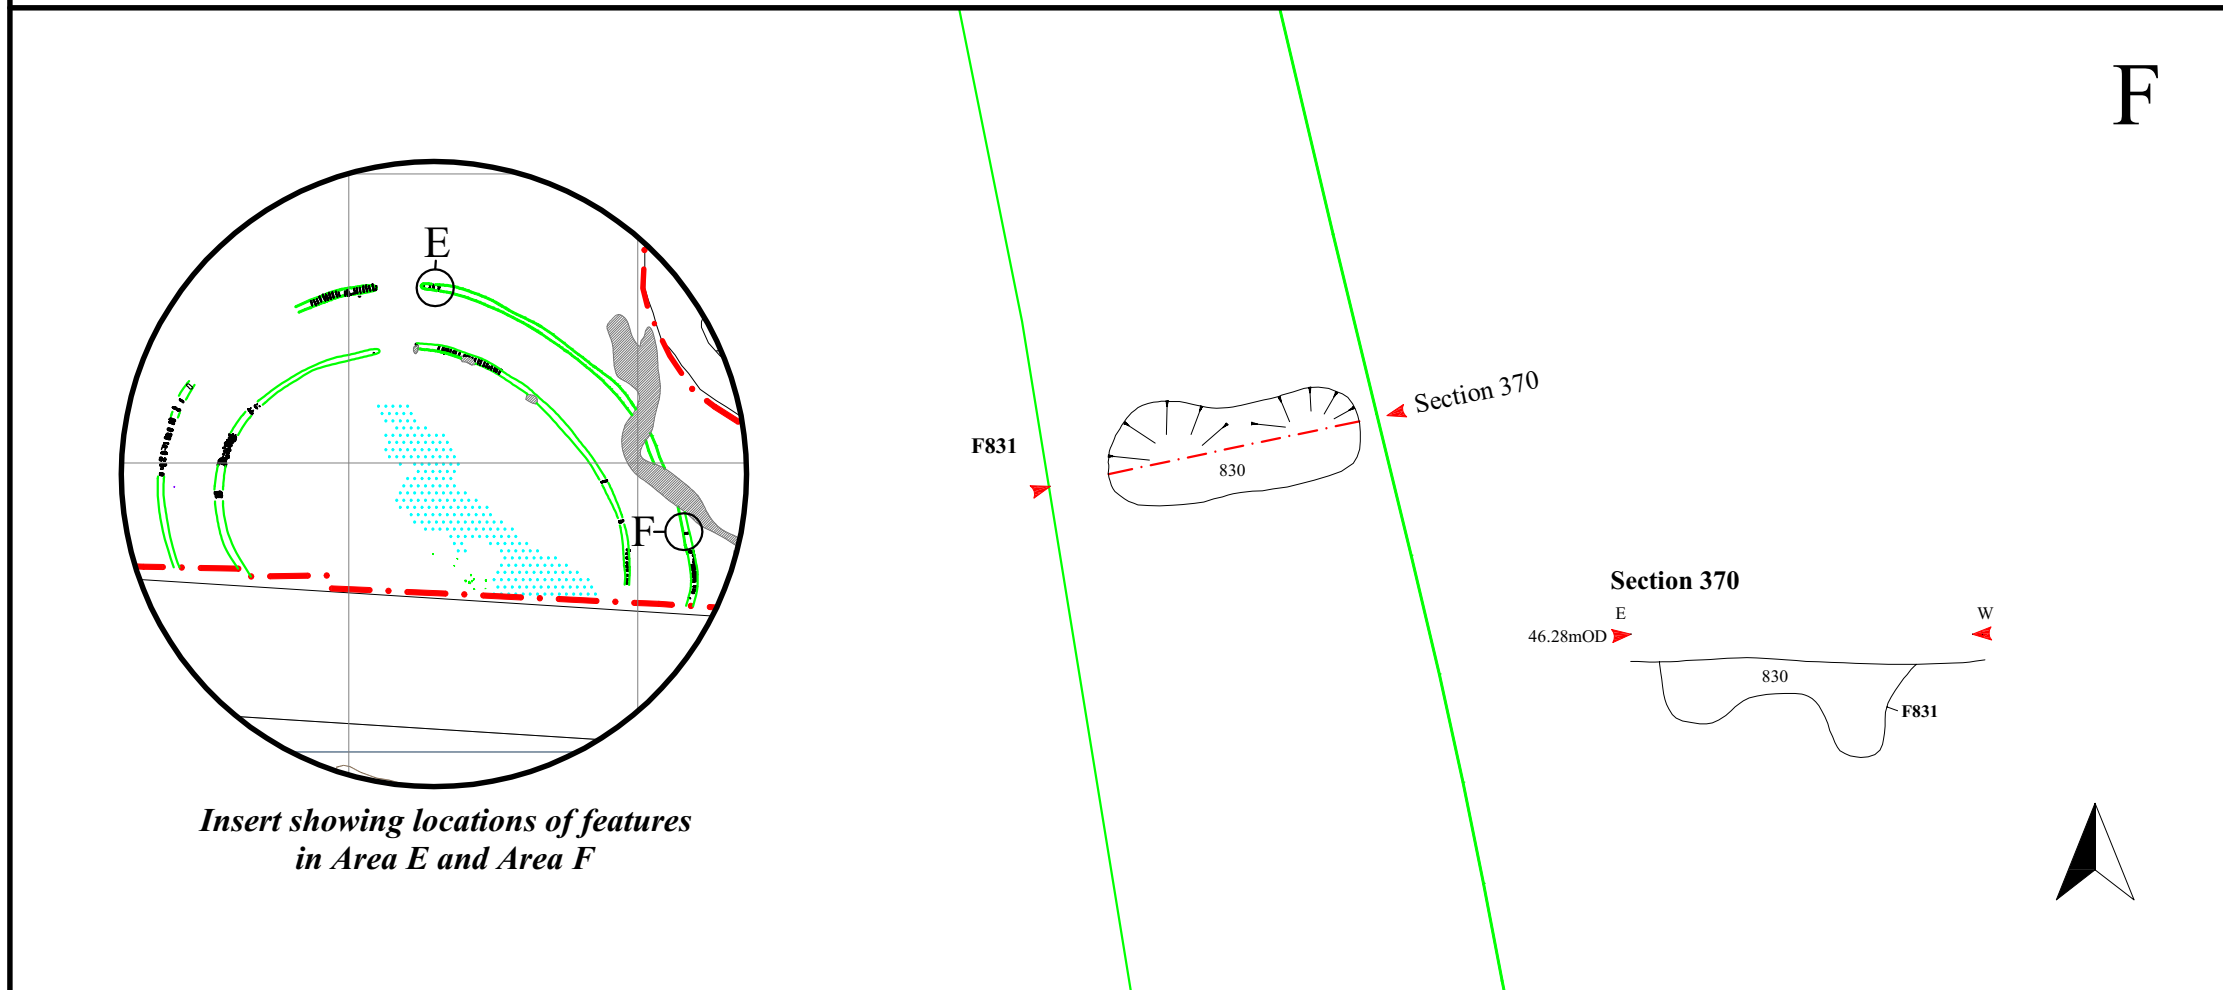 F
E
F
Insert showing locations of features
in Area E and Area F
F831
830
Section 370
Section 370
E
W
46.28mOD
830
F831